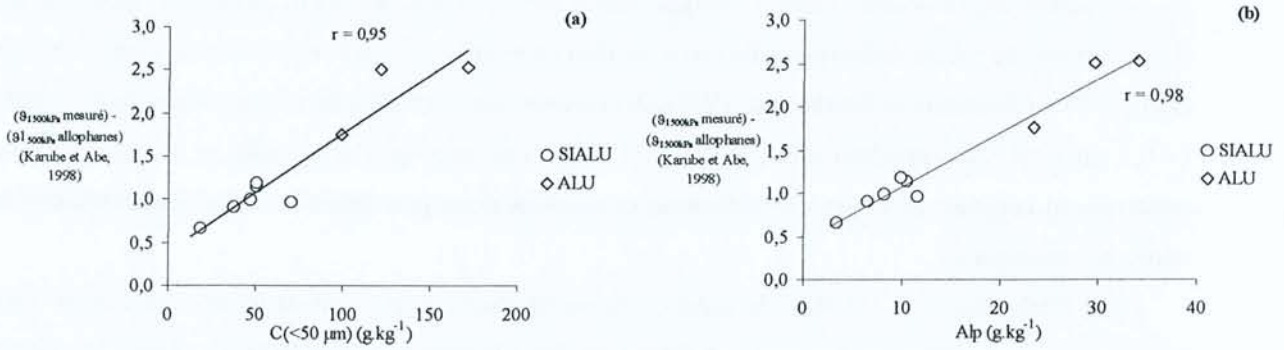 (a)
3,0
2,5
2,0
1,5
1,0
0,5
0,0
r = 0,95
(θ1500kPa mesuré) -
(θ1500kPa allophanes)
(Karube et Abe,
1998)
○ SIALU
◇ ALU
0 50 100 150 200
C(<50 µm) (g.kg⁻¹)
(b)
3,0
2,5
2,0
1,5
1,0
0,5
0,0
r = 0,98
(θ1500kPa mesuré) -
(θ1500kPa allophanes)
(Karube et Abe,
1998)
○ SIALU
◇ ALU
0 10 20 30 40
Alp (g.kg⁻¹)